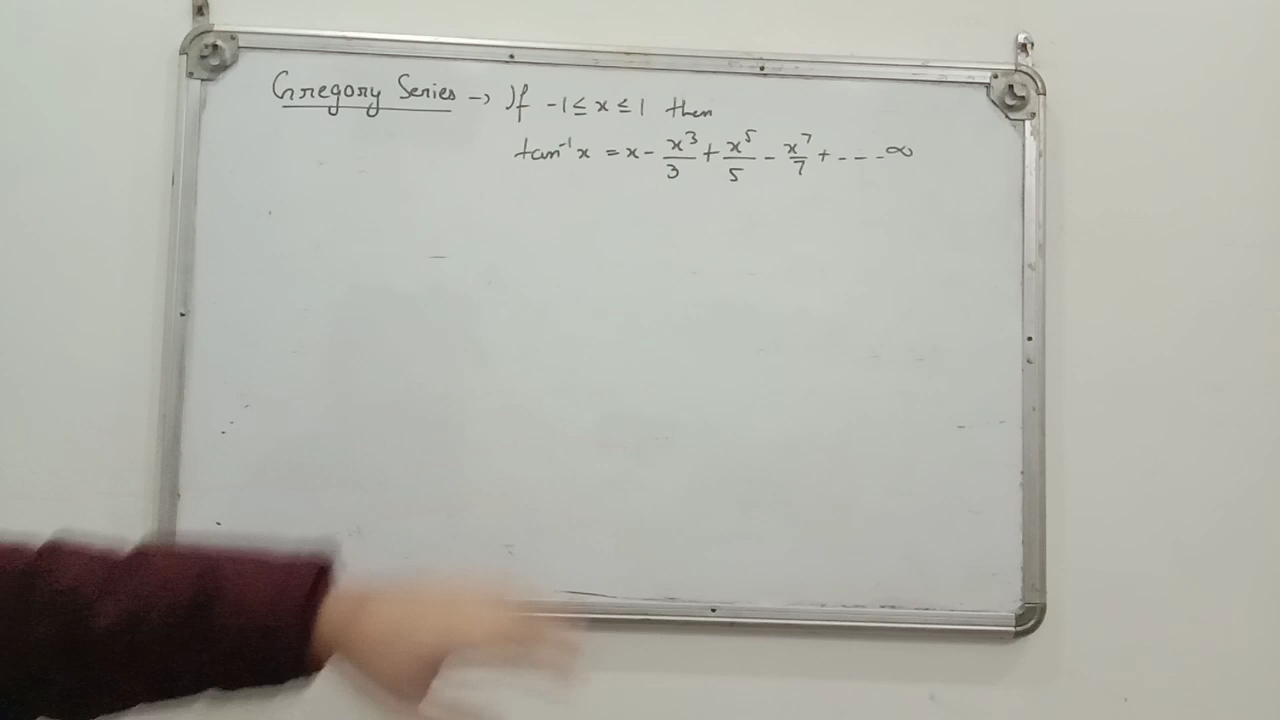 Gregory Series → If -1 ≤ x ≤ 1 then
tan⁻¹x = x - x³/3 + x⁵/5 - x⁷/7 + --- ∞